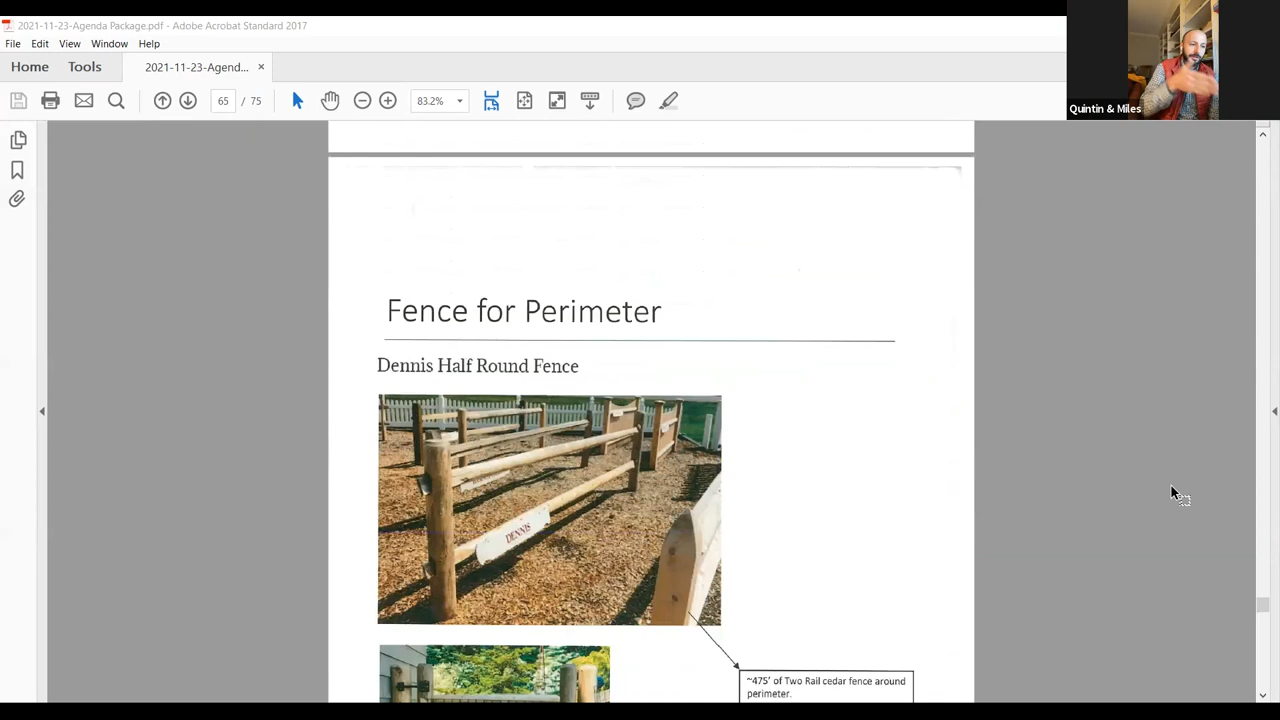 2021-11-23-Agenda Package.pdf - Adobe Acrobat Standard 2017
File Edit View Window Help
Home Tools 2021-11-23-Agend... ×
65 / 75 83.2%
Quintin & Miles
Fence for Perimeter
Dennis Half Round Fence
DENNIS
~475' of Two Rail cedar fence around
perimeter.